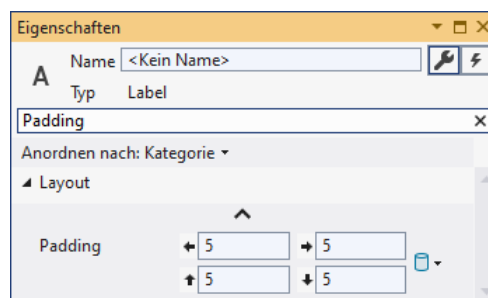 Eigenschaften
Name <Kein Name>
A
Typ Label
Padding
Anordnen nach: Kategorie
Layout
Padding 5 5
5 5